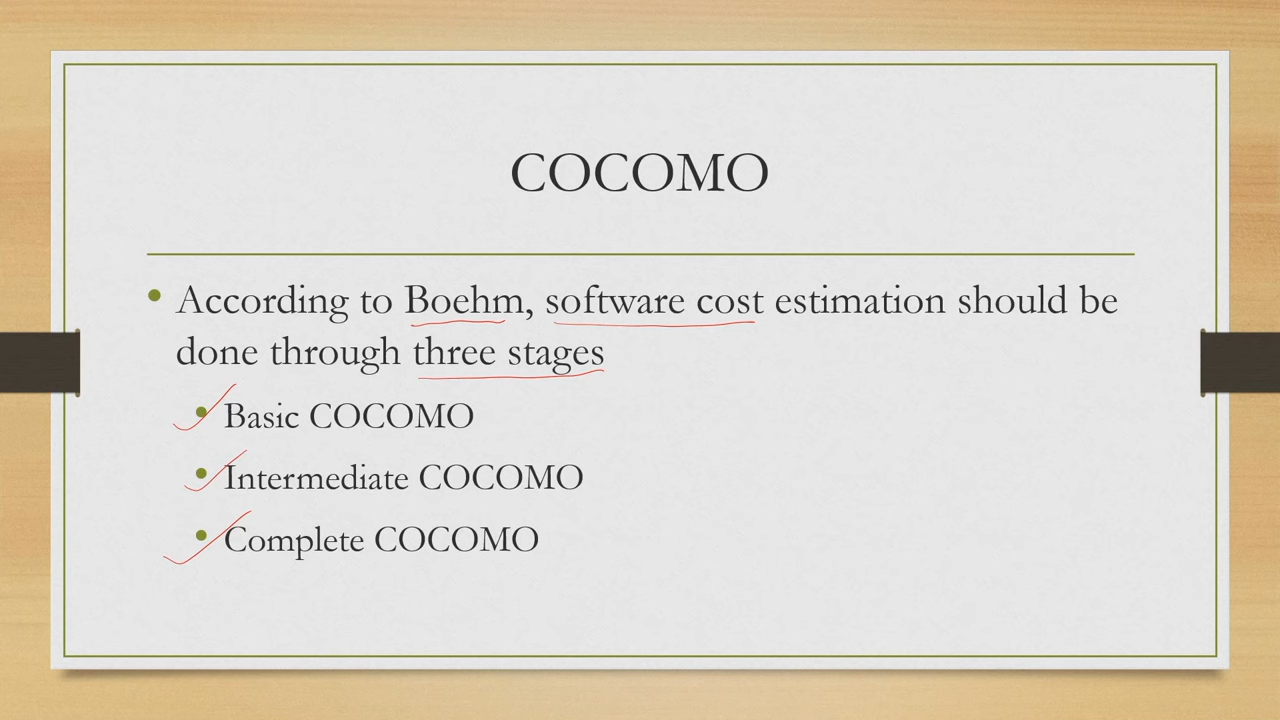 COCOMO
According to Boehm, software cost estimation should be
done through three stages
Basic COCOMO
Intermediate COCOMO
Complete COCOMO